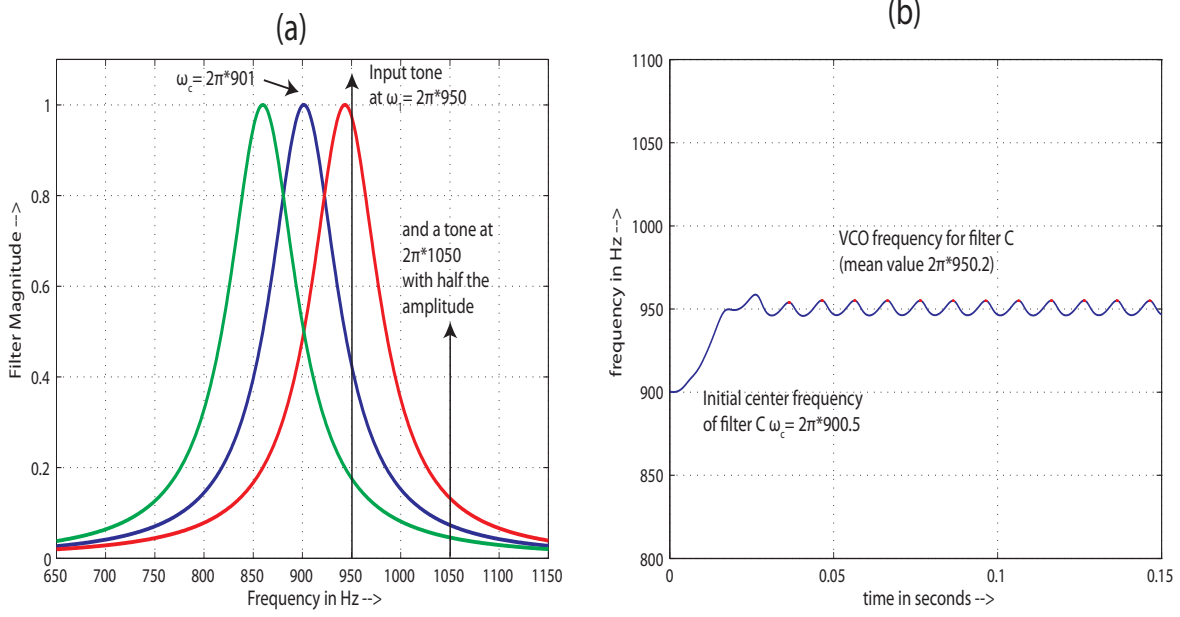 (a)
ω_c = 2π*901
Input tone
at ω_i = 2π*950
and a tone at
2π*1050
with half the
amplitude
Filter Magnitude -->
1
0.8
0.6
0.4
0.2
0
650 700 750 800 850 900 950 1000 1050 1100 1150
Frequency in Hz -->
(b)
frequency in Hz -->
1100
1050
1000
950
900
850
800
VCO frequency for filter C
(mean value 2π*950.2)
Initial center frequency
of filter C ω_c = 2π*900.5
0 0.05 0.1 0.15
time in seconds -->